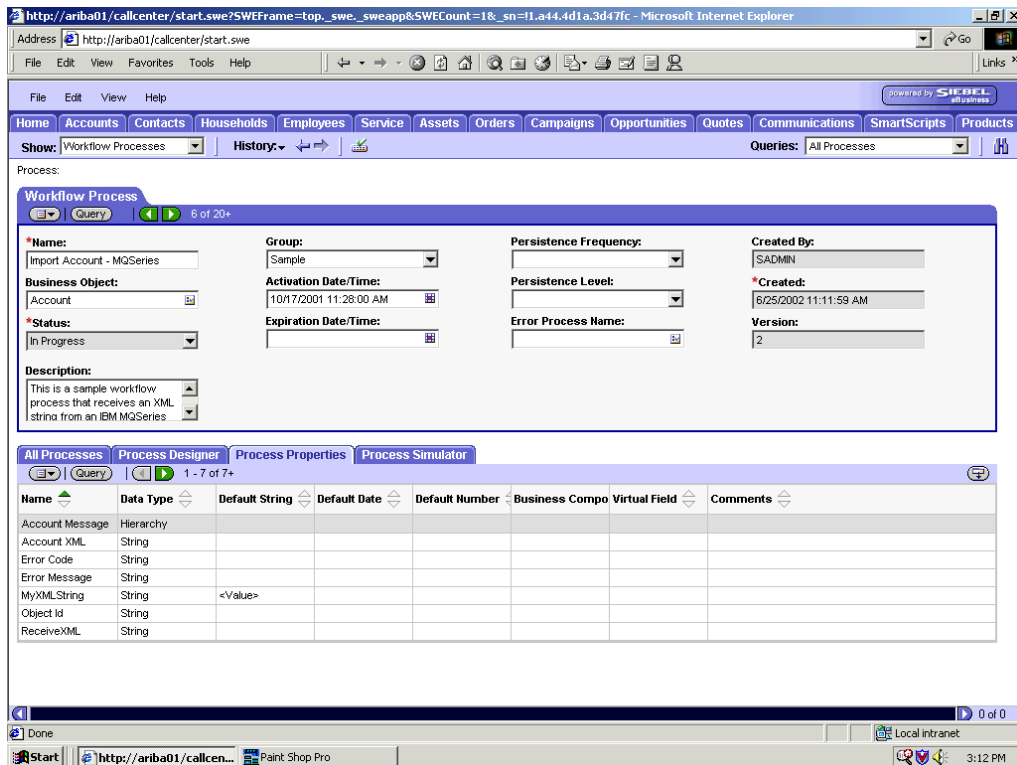 http://ariba01/callcenter/start.swe?SWEFrame=top._swe._sweapp&SWECount=1&_sn=!1.a44.4d1a.3d47fc - Microsoft Internet Explorer
Address http://ariba01/callcenter/start.swe Go
File Edit View Favorites Tools Help Links »
File Edit View Help powered by SIEBEL eBusiness
Home Accounts Contacts Households Employees Service Assets Orders Campaigns Opportunities Quotes Communications SmartScripts Products
Show: Workflow Processes History: Queries: All Processes
Process:
Workflow Process
Query 6 of 20+
*Name: Group: Persistence Frequency: Created By:
Import Account - MQSeries Sample SADMIN
Business Object: Activation Date/Time: Persistence Level: *Created:
Account 10/17/2001 11:28:00 AM 6/25/2002 11:11:59 AM
*Status: Expiration Date/Time: Error Process Name: Version:
In Progress 2
Description:
This is a sample workflow
process that receives an XML
string from an IBM MQSeries
All Processes Process Designer Process Properties Process Simulator
Query 1 - 7 of 7+
Name Data Type Default String Default Date Default Number Business Compo Virtual Field Comments
Account Message Hierarchy
Account XML String
Error Code String
Error Message String
MyXMLString String <Value>
Object Id String
ReceiveXML String
0 of 0
Done Local intranet
Start http://ariba01/callcen... Paint Shop Pro 3:12 PM